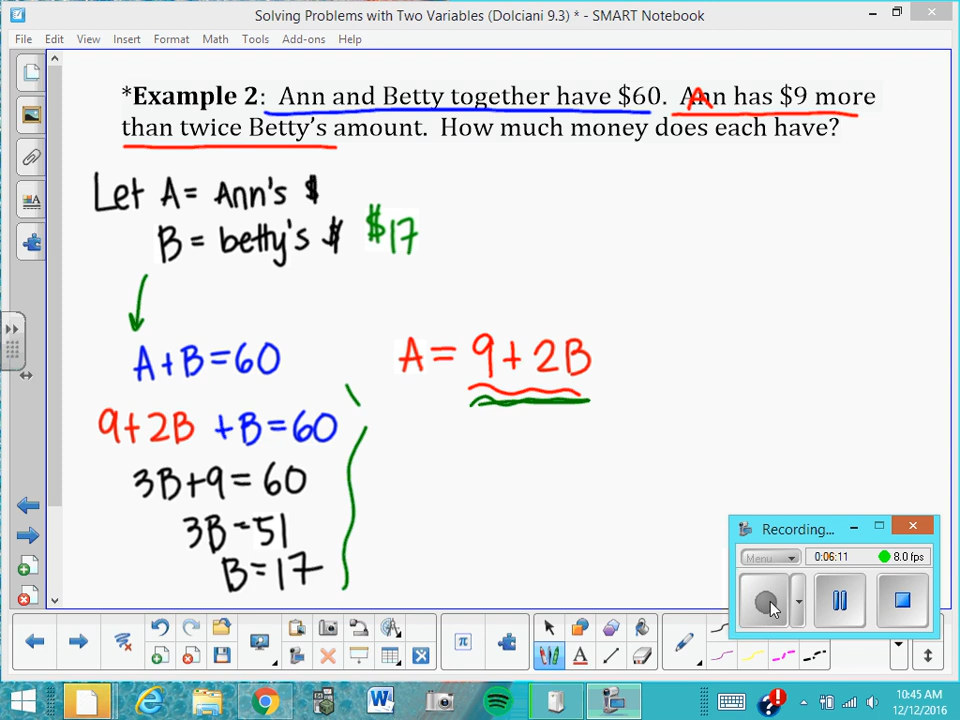 Solving Problems with Two Variables (Dolciani 9.3) * - SMART Notebook
File Edit View Insert Format Math Tools Add-ons Help
*Example 2: Ann and Betty together have $60. Ann has $9 more
than twice Betty's amount. How much money does each have?
A
Let A = Ann's $
B = betty's $ $17
A+B=60
A = 9+2B
9+2B +B=60
3B+9=60
3B=51
B=17
Recording...
Menu 0:06:11 8.0 fps
π
A
10:45 AM
12/12/2016